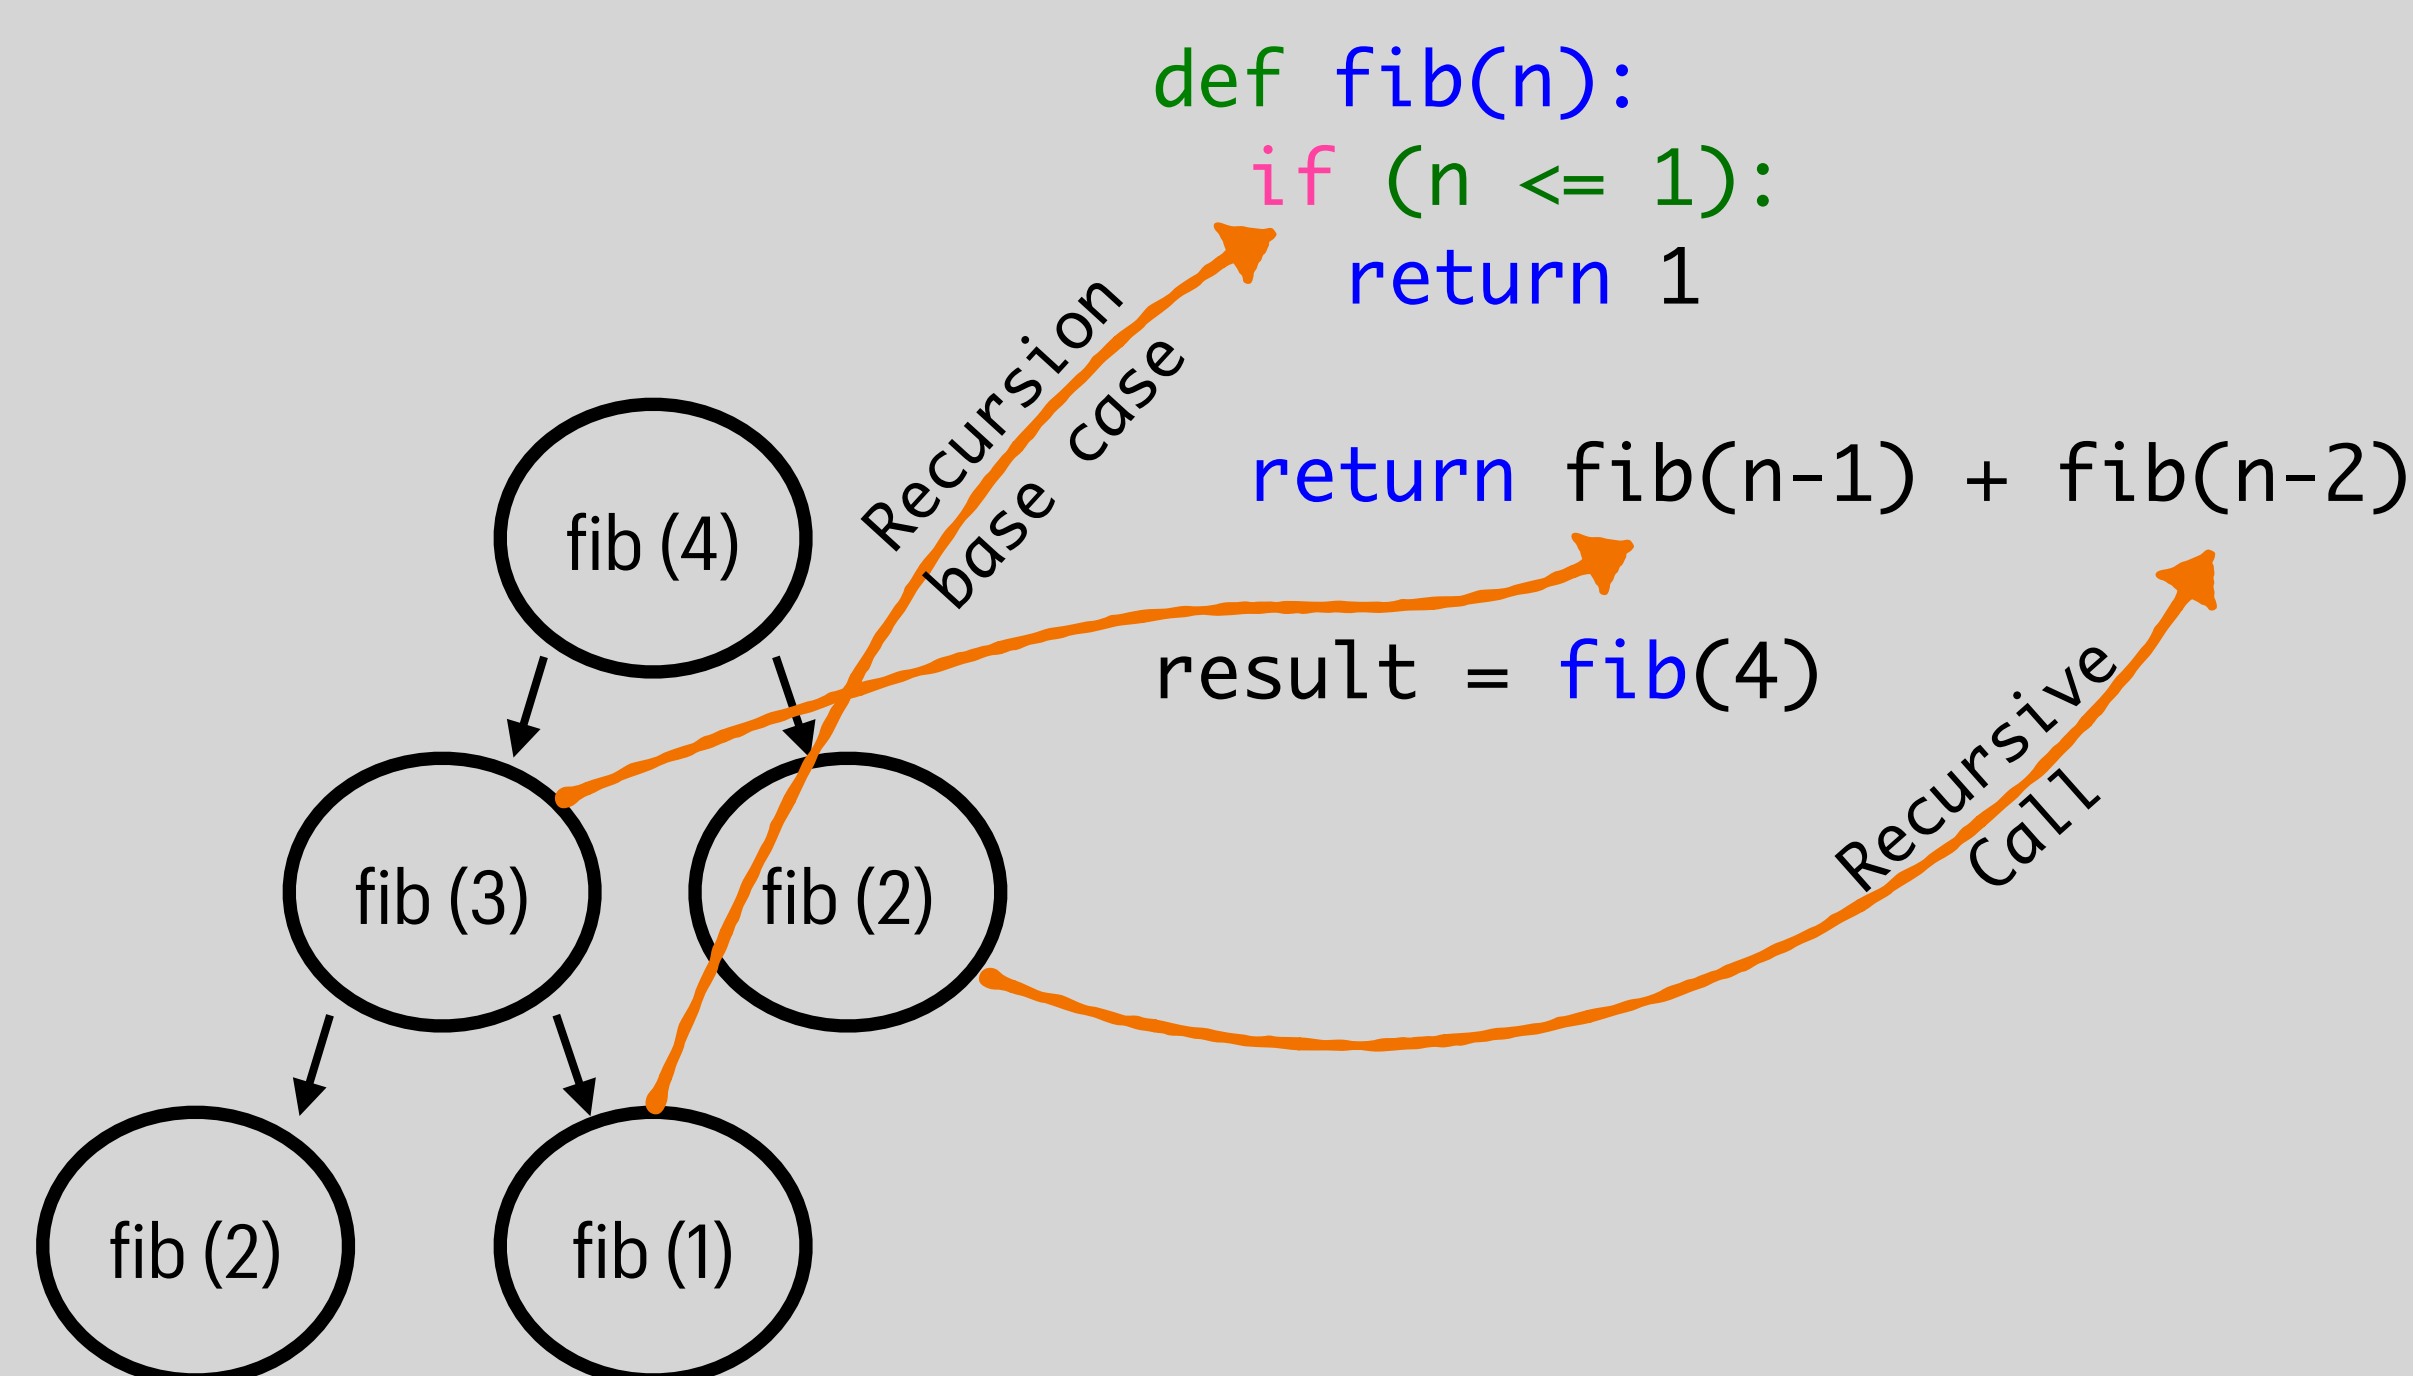 def fib(n):
if (n <= 1):
return 1
return fib(n-1) + fib(n-2)
result = fib(4)
Recursion
base case
Recursive
Call
fib (4)
fib (3)
fib (2)
fib (2)
fib (1)